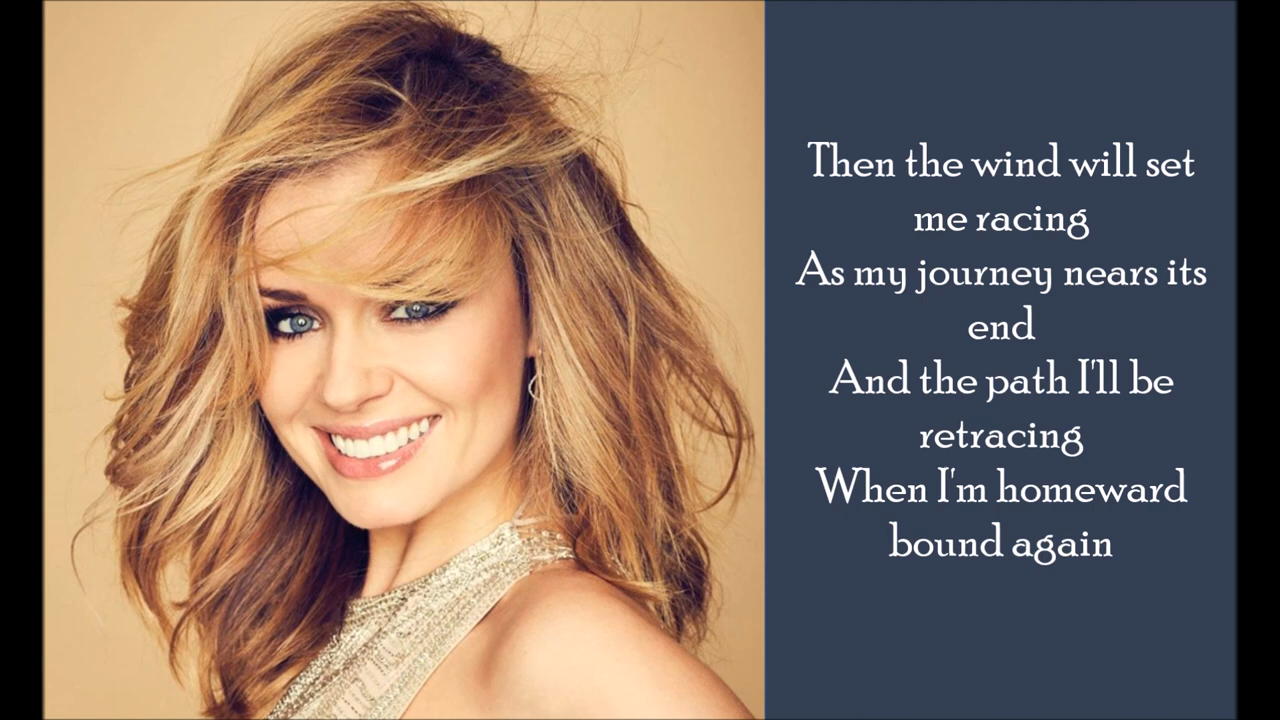 Then the wind will set
me racing
As my journey nears its
end
And the path I'll be
retracing
When I'm homeward
bound again